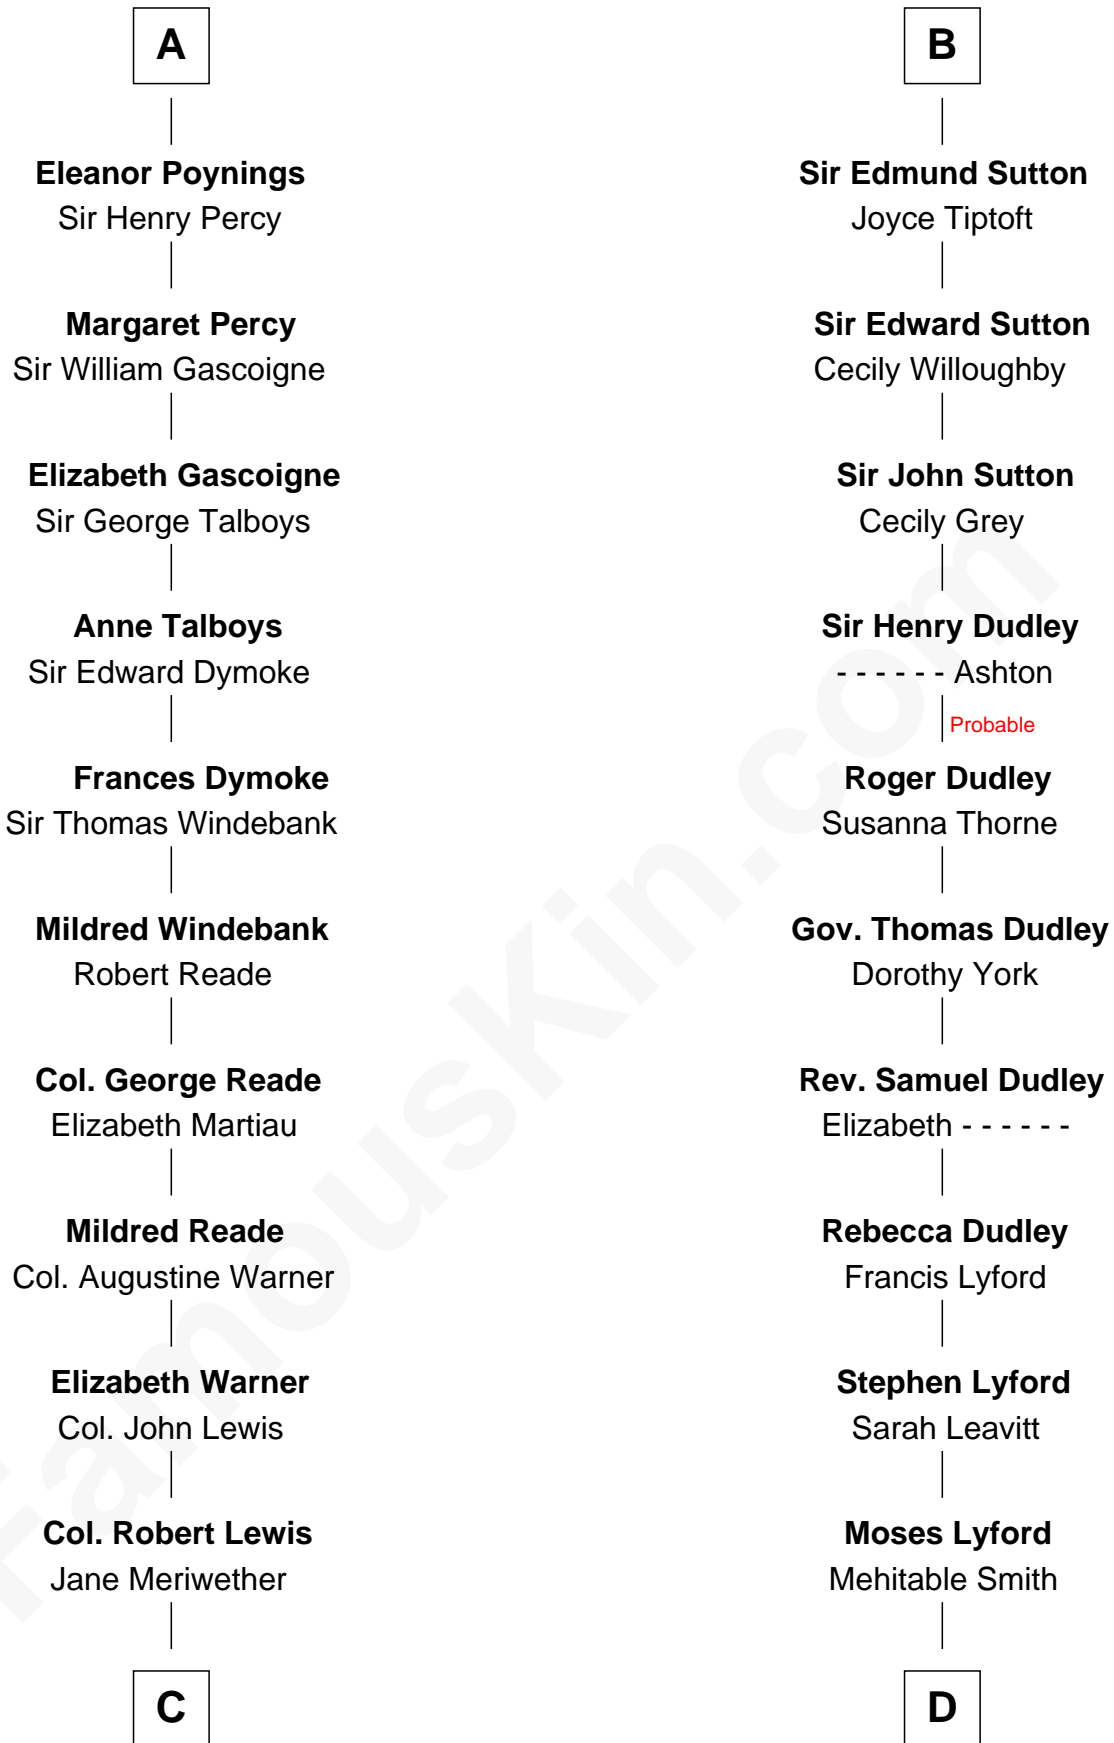 A
Eleanor Poynings
Sir Henry Percy
Margaret Percy
Sir William Gascoigne
Elizabeth Gascoigne
Sir George Talboys
Anne Talboys
Sir Edward Dymoke
Frances Dymoke
Sir Thomas Windebank
Mildred Windebank
Robert Reade
Col. George Reade
Elizabeth Martiau
Mildred Reade
Col. Augustine Warner
Elizabeth Warner
Col. John Lewis
Col. Robert Lewis
Jane Meriwether
C
B
Sir Edmund Sutton
Joyce Tiptoft
Sir Edward Sutton
Cecily Willoughby
Sir John Sutton
Cecily Grey
Sir Henry Dudley
- - - - - - Ashton
Probable
Roger Dudley
Susanna Thorne
Gov. Thomas Dudley
Dorothy York
Rev. Samuel Dudley
Elizabeth - - - - - -
Rebecca Dudley
Francis Lyford
Stephen Lyford
Sarah Leavitt
Moses Lyford
Mehitable Smith
D
FamousKin.com